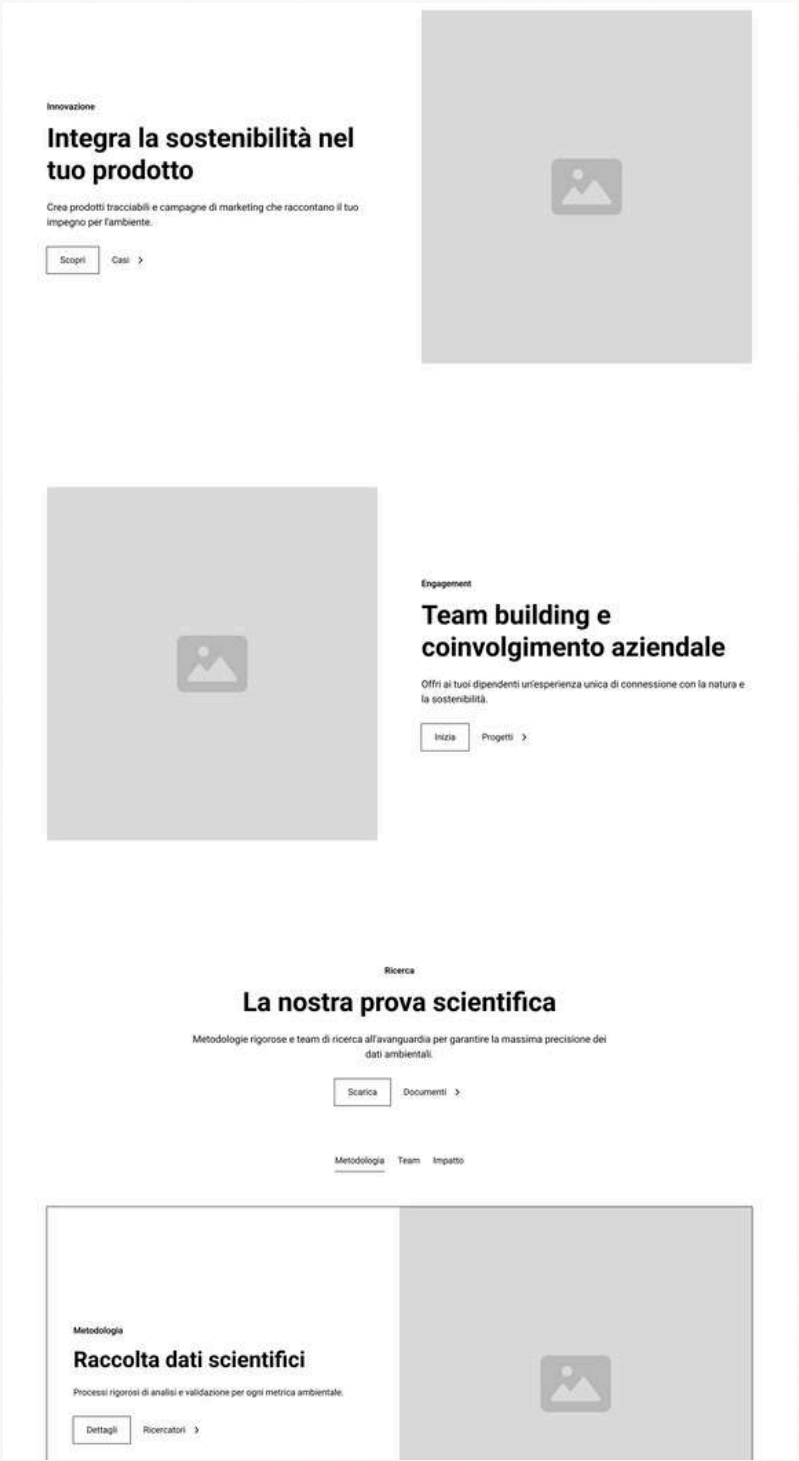 Innovazione
Integra la sostenibilità nel
tuo prodotto
Crea prodotti tracciabili e campagne di marketing che raccontano il tuo
impegno per l'ambiente.
Scopri
Casi
Engagement
Team building e
coinvolgimento aziendale
Offri ai tuoi dipendenti un'esperienza unica di connessione con la natura e
la sostenibilità.
Inizia
Progetti
Ricerca
La nostra prova scientifica
Metodologie rigorose e team di ricerca all'avanguardia per garantire la massima precisione dei
dati ambientali.
Scarica
Documenti
Metodologia
Team
Impatto
Metodologia
Raccolta dati scientifici
Processi rigorosi di analisi e validazione per ogni metrica ambientale.
Dettagli
Ricercatori